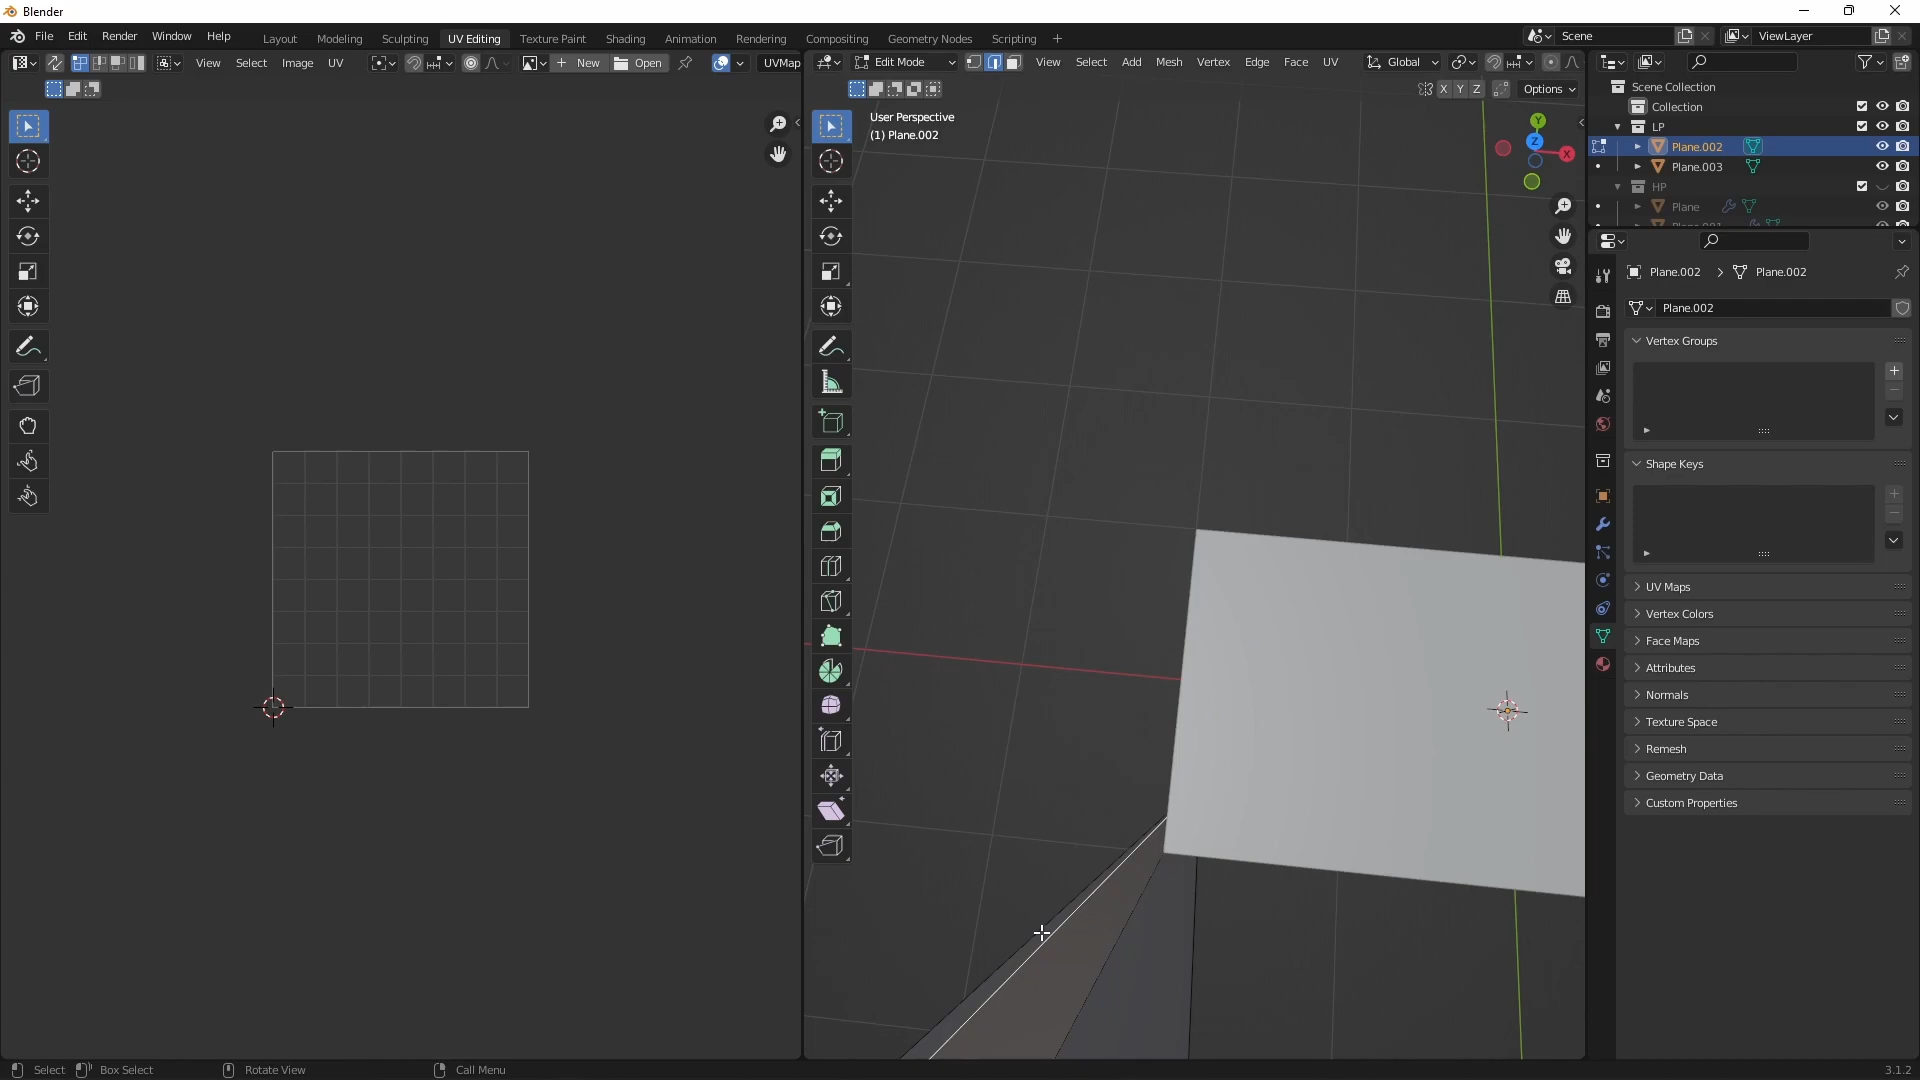 Blender
File Edit Render Window Help
Layout Modeling Sculpting UV Editing Texture Paint Shading Animation Rendering Compositing Geometry Nodes Scripting
Scene
ViewLayer
View Select Image UV
New
Open
UVMap
Edit Mode
View Select Add Mesh Vertex Edge Face UV
Global
X Y Z
Options
User Perspective
(1) Plane.002
Y
Z
X
Scene Collection
Collection
LP
Plane.002
Plane.003
HP
Plane
Plane.002 Plane.002
Plane.002
Vertex Groups
Shape Keys
UV Maps
Vertex Colors
Face Maps
Attributes
Normals
Texture Space
Remesh
Geometry Data
Custom Properties
Select Box Select Rotate View Call Menu
3.1.2